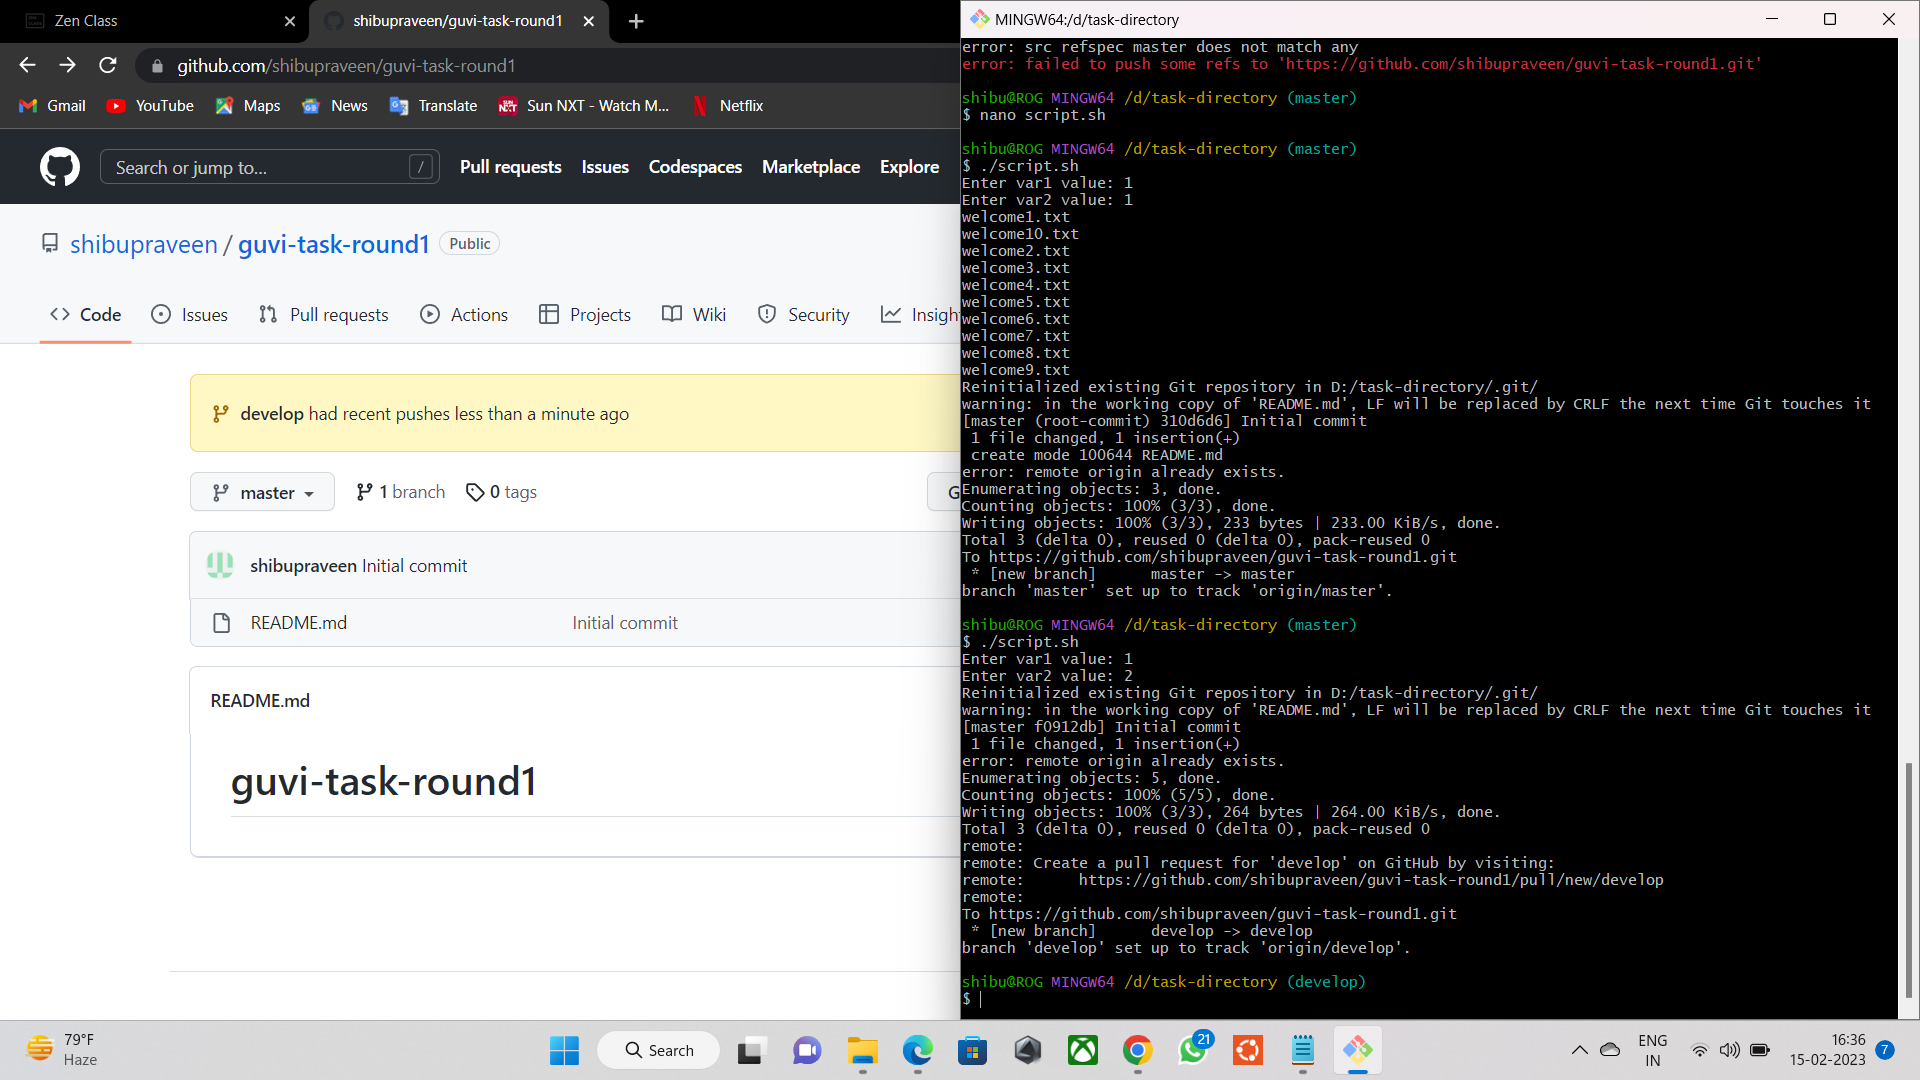 Zen Class
shibupraveen/guvi-task-round1
github.com/shibupraveen/guvi-task-round1
Gmail
YouTube
Maps
News
Translate
Sun NXT - Watch M...
Netflix
Search or jump to...
/
Pull requests
Issues
Codespaces
Marketplace
Explore
shibupraveen / guvi-task-round1
Public
Code
Issues
Pull requests
Actions
Projects
Wiki
Security
Insigh
develop had recent pushes less than a minute ago
master
1 branch
0 tags
G
shibupraveen Initial commit
README.md
Initial commit
README.md
guvi-task-round1
MINGW64:/d/task-directory
error: src refspec master does not match any
error: failed to push some refs to 'https://github.com/shibupraveen/guvi-task-round1.git'
shibu@ROG MINGW64 /d/task-directory (master)
$ nano script.sh
shibu@ROG MINGW64 /d/task-directory (master)
$ ./script.sh
Enter var1 value: 1
Enter var2 value: 1
welcome1.txt
welcome10.txt
welcome2.txt
welcome3.txt
welcome4.txt
welcome5.txt
welcome6.txt
welcome7.txt
welcome8.txt
welcome9.txt
Reinitialized existing Git repository in D:/task-directory/.git/
warning: in the working copy of 'README.md', LF will be replaced by CRLF the next time Git touches it
[master (root-commit) 310d6d6] Initial commit
1 file changed, 1 insertion(+)
create mode 100644 README.md
error: remote origin already exists.
Enumerating objects: 3, done.
Counting objects: 100% (3/3), done.
Writing objects: 100% (3/3), 233 bytes | 233.00 KiB/s, done.
Total 3 (delta 0), reused 0 (delta 0), pack-reused 0
To https://github.com/shibupraveen/guvi-task-round1.git
* [new branch] master -> master
branch 'master' set up to track 'origin/master'.
shibu@ROG MINGW64 /d/task-directory (master)
$ ./script.sh
Enter var1 value: 1
Enter var2 value: 2
Reinitialized existing Git repository in D:/task-directory/.git/
warning: in the working copy of 'README.md', LF will be replaced by CRLF the next time Git touches it
[master f0912db] Initial commit
1 file changed, 1 insertion(+)
error: remote origin already exists.
Enumerating objects: 5, done.
Counting objects: 100% (5/5), done.
Writing objects: 100% (3/3), 264 bytes | 264.00 KiB/s, done.
Total 3 (delta 0), reused 0 (delta 0), pack-reused 0
remote:
remote: Create a pull request for 'develop' on GitHub by visiting:
remote: https://github.com/shibupraveen/guvi-task-round1/pull/new/develop
remote:
To https://github.com/shibupraveen/guvi-task-round1.git
* [new branch] develop -> develop
branch 'develop' set up to track 'origin/develop'.
shibu@ROG MINGW64 /d/task-directory (develop)
$
79°F
Haze
Search
21
ENG
IN
16:36
15-02-2023
7